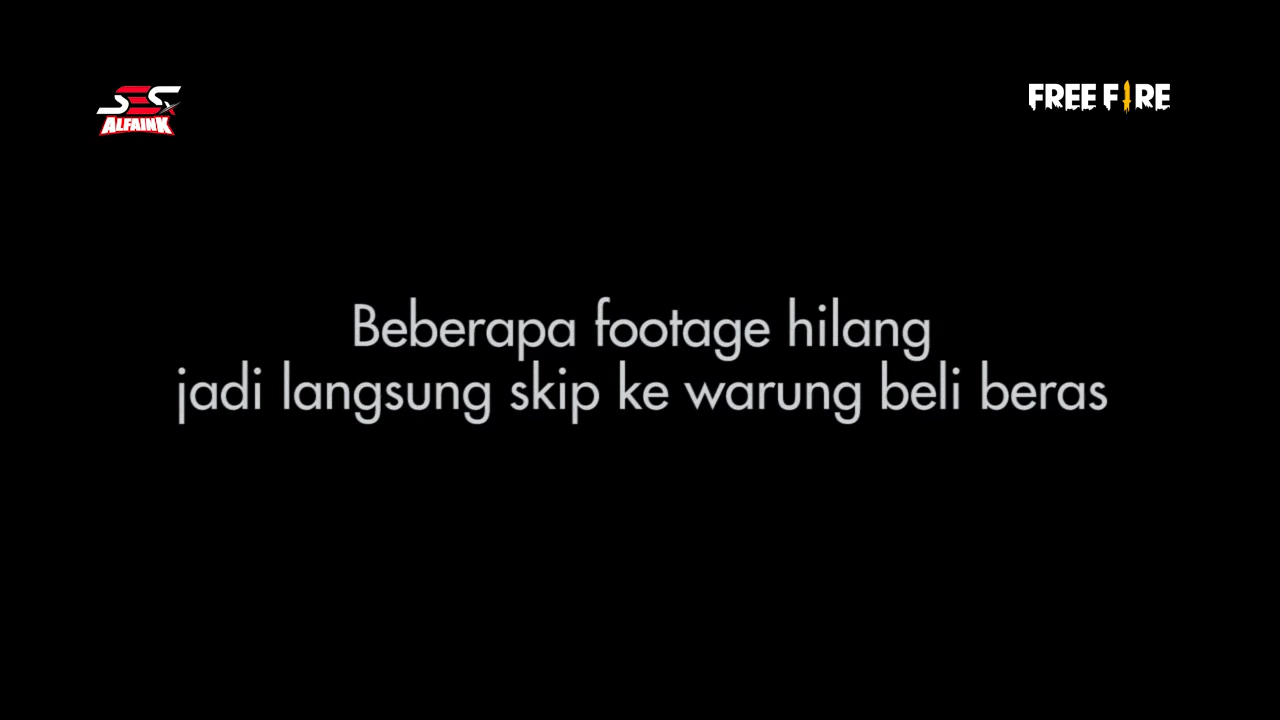 SES
ALFAINK
FREE FIRE
Beberapa footage hilang
jadi langsung skip ke warung beli beras